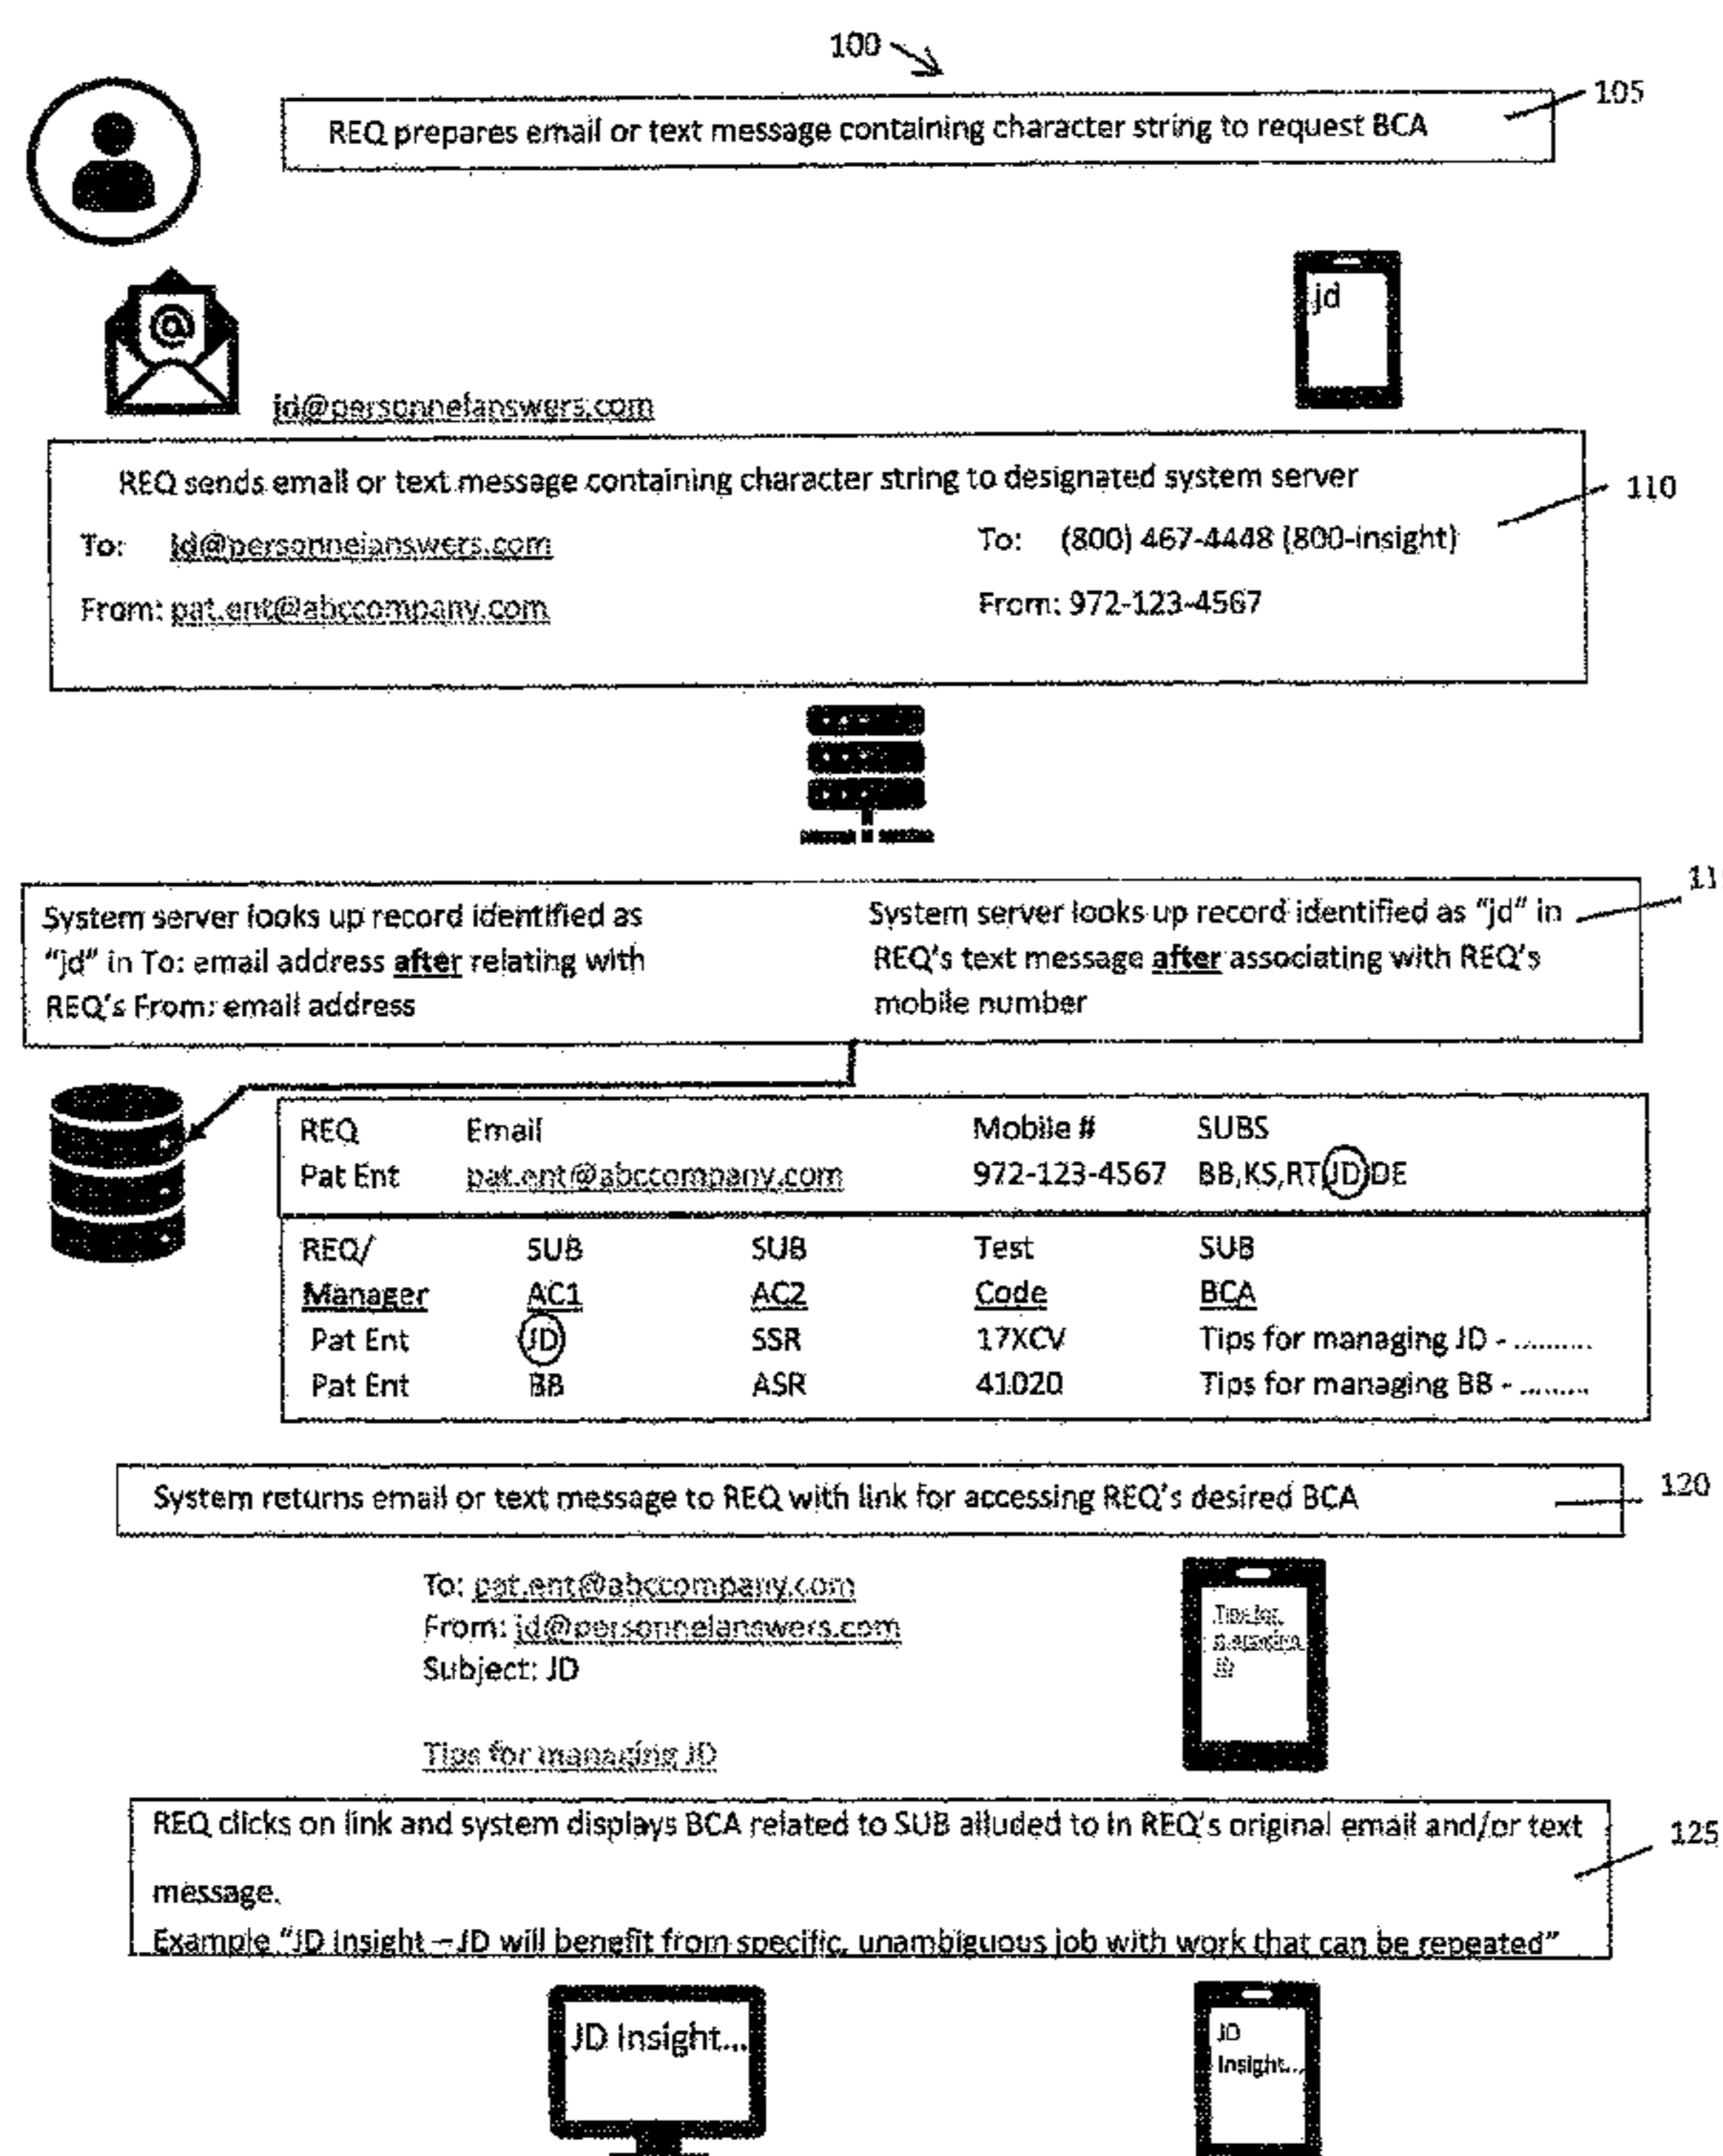 100
105
REQ prepares email or text message containing character string to request BCA
jd
jd@personnelanswers.com
REQ sends email or text message containing character string to designated system server
110
To: jd@personnelanswers.com
To: (800) 467-4448 (800-insight)
From: pat.ent@abccompany.com
From: 972-123-4567
11
System server looks up record identified as
"jd" in To: email address after relating with
REQ's From: email address
System server looks up record identified as "jd" in
REQ's text message after associating with REQ's
mobile number
REQ Email Mobile # SUBS
Pat Ent pat.ent@abccompany.com 972-123-4567 BB,KS,RT,JD,DE
REQ/ SUB SUB Test SUB
Manager AC1 AC2 Code BCA
Pat Ent JD SSR 17XCV Tips for managing JD - .........
Pat Ent BB ASR 41020 Tips for managing BB - ........
120
System returns email or text message to REQ with link for accessing REQ's desired BCA
To: pat.ent@abccompany.com
From: jd@personnelanswers.com
Subject: JD
Tips for managing JD
Tips for
managing
JD
REQ clicks on link and system displays BCA related to SUB alluded to in REQ's original email and/or text
125
message.
Example "JD Insight – JD will benefit from specific, unambiguous job with work that can be repeated"
JD Insight...
JD
Insight...